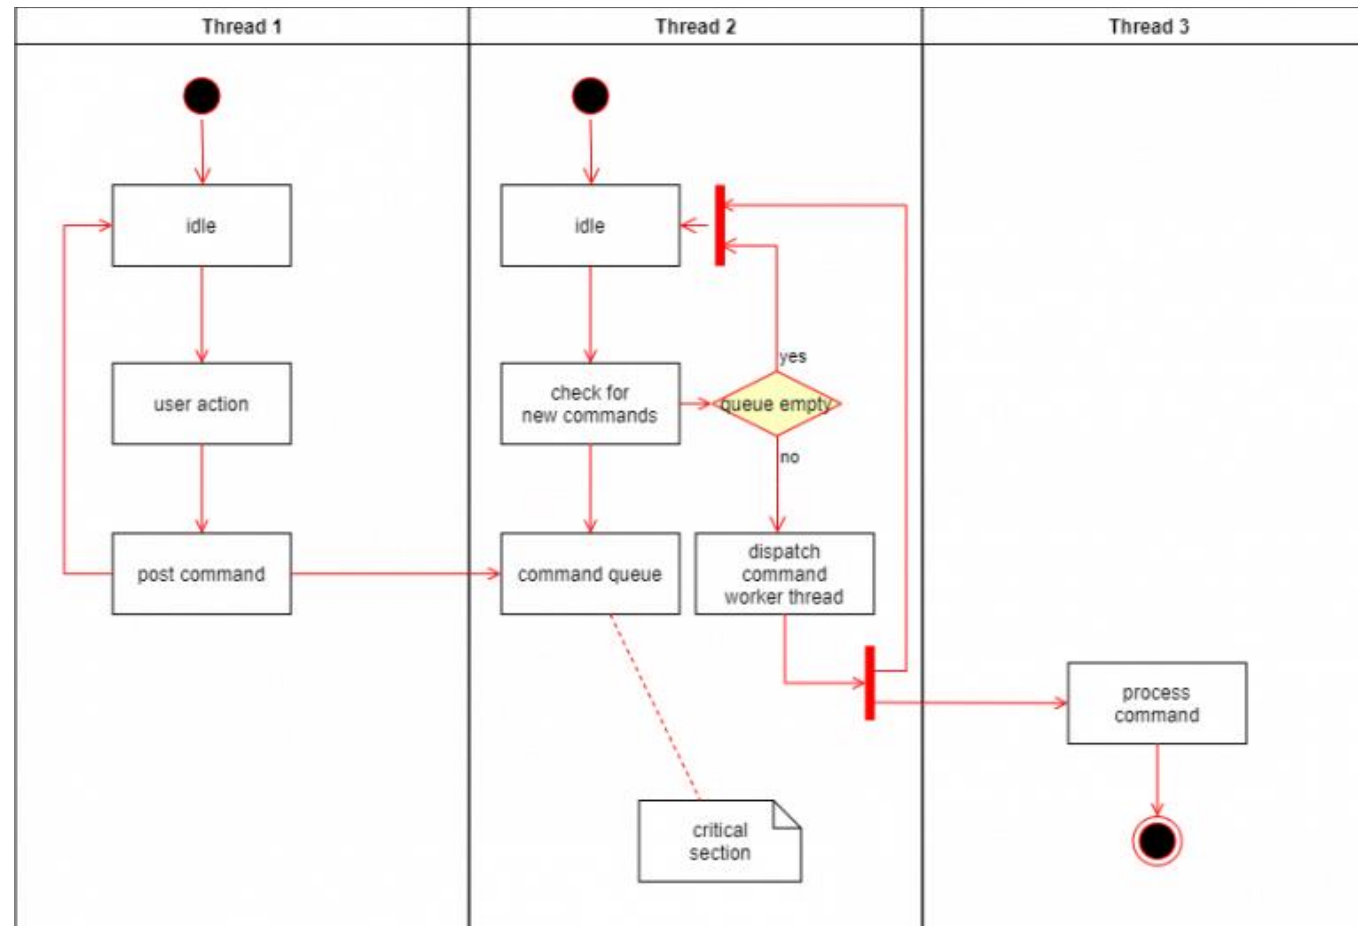 Thread 1
Thread 2
Thread 3
idle
idle
user action
check for
new commands
queue empty
yes
no
post command
command queue
dispatch
command
worker thread
process
command
critical
section